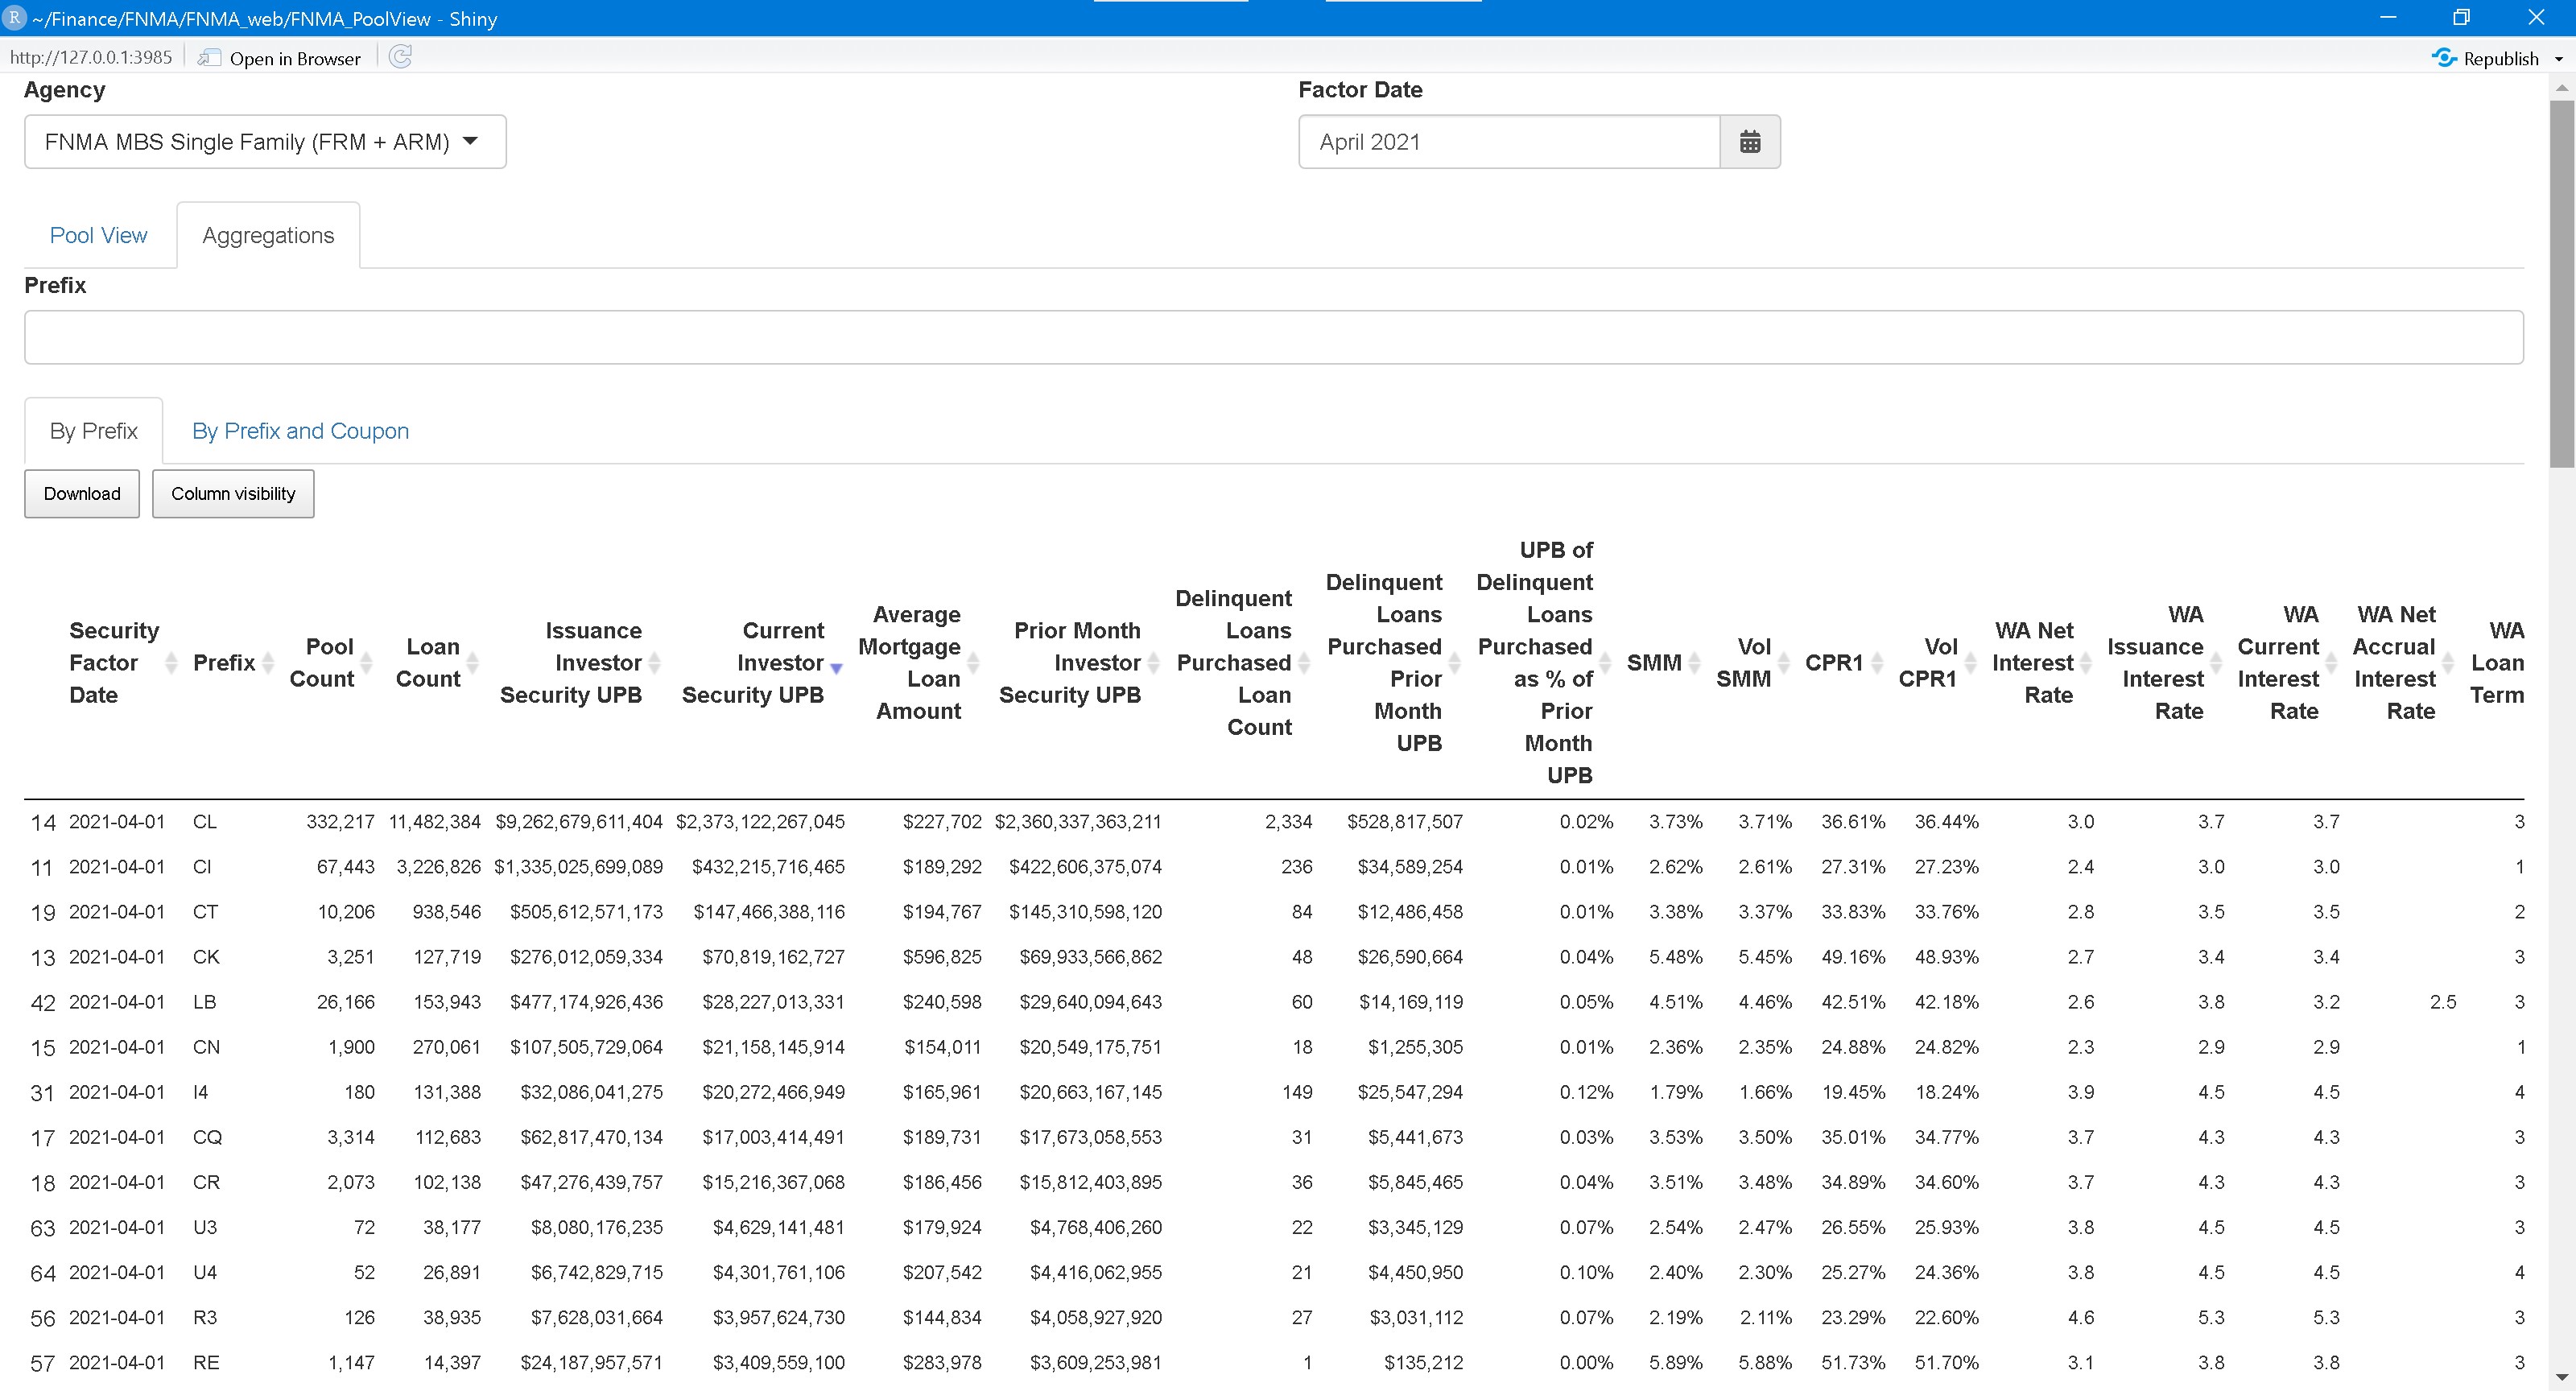 R ~/Finance/FNMA/FNMA_web/FNMA_PoolView - Shiny
http://127.0.0.1:3985 Open in Browser Republish
Agency Factor Date
FNMA MBS Single Family (FRM + ARM) April 2021
Pool View Aggregations
Prefix
By Prefix By Prefix and Coupon
Download Column visibility
Security Factor Date Prefix Pool Count Loan Count Issuance Investor Security UPB Current Investor Security UPB Average Mortgage Loan Amount Prior Month Investor Security UPB Delinquent Loans Purchased Loan Count Delinquent Loans Purchased Prior Month UPB UPB of Delinquent Loans Purchased as % of Prior Month UPB SMM Vol SMM CPR1 Vol CPR1 WA Net Interest Rate WA Issuance Interest Rate WA Current Interest Rate WA Net Accrual Interest Rate WA Loan Term
14 2021-04-01 CL 332,217 11,482,384 $9,262,679,611,404 $2,373,122,267,045 $227,702 $2,360,337,363,211 2,334 $528,817,507 0.02% 3.73% 3.71% 36.61% 36.44% 3.0 3.7 3.7 3
11 2021-04-01 CI 67,443 3,226,826 $1,335,025,699,089 $432,215,716,465 $189,292 $422,606,375,074 236 $34,589,254 0.01% 2.62% 2.61% 27.31% 27.23% 2.4 3.0 3.0 1
19 2021-04-01 CT 10,206 938,546 $505,612,571,173 $147,466,388,116 $194,767 $145,310,598,120 84 $12,486,458 0.01% 3.38% 3.37% 33.83% 33.76% 2.8 3.5 3.5 2
13 2021-04-01 CK 3,251 127,719 $276,012,059,334 $70,819,162,727 $596,825 $69,933,566,862 48 $26,590,664 0.04% 5.48% 5.45% 49.16% 48.93% 2.7 3.4 3.4 3
42 2021-04-01 LB 26,166 153,943 $477,174,926,436 $28,227,013,331 $240,598 $29,640,094,643 60 $14,169,119 0.05% 4.51% 4.46% 42.51% 42.18% 2.6 3.8 3.2 2.5 3
15 2021-04-01 CN 1,900 270,061 $107,505,729,064 $21,158,145,914 $154,011 $20,549,175,751 18 $1,255,305 0.01% 2.36% 2.35% 24.88% 24.82% 2.3 2.9 2.9 1
31 2021-04-01 I4 180 131,388 $32,086,041,275 $20,272,466,949 $165,961 $20,663,167,145 149 $25,547,294 0.12% 1.79% 1.66% 19.45% 18.24% 3.9 4.5 4.5 4
17 2021-04-01 CQ 3,314 112,683 $62,817,470,134 $17,003,414,491 $189,731 $17,673,058,553 31 $5,441,673 0.03% 3.53% 3.50% 35.01% 34.77% 3.7 4.3 4.3 3
18 2021-04-01 CR 2,073 102,138 $47,276,439,757 $15,216,367,068 $186,456 $15,812,403,895 36 $5,845,465 0.04% 3.51% 3.48% 34.89% 34.60% 3.7 4.3 4.3 3
63 2021-04-01 U3 72 38,177 $8,080,176,235 $4,629,141,481 $179,924 $4,768,406,260 22 $3,345,129 0.07% 2.54% 2.47% 26.55% 25.93% 3.8 4.5 4.5 3
64 2021-04-01 U4 52 26,891 $6,742,829,715 $4,301,761,106 $207,542 $4,416,062,955 21 $4,450,950 0.10% 2.40% 2.30% 25.27% 24.36% 3.8 4.5 4.5 4
56 2021-04-01 R3 126 38,935 $7,628,031,664 $3,957,624,730 $144,834 $4,058,927,920 27 $3,031,112 0.07% 2.19% 2.11% 23.29% 22.60% 4.6 5.3 5.3 3
57 2021-04-01 RE 1,147 14,397 $24,187,957,571 $3,409,559,100 $283,978 $3,609,253,981 1 $135,212 0.00% 5.89% 5.88% 51.73% 51.70% 3.1 3.8 3.8 3